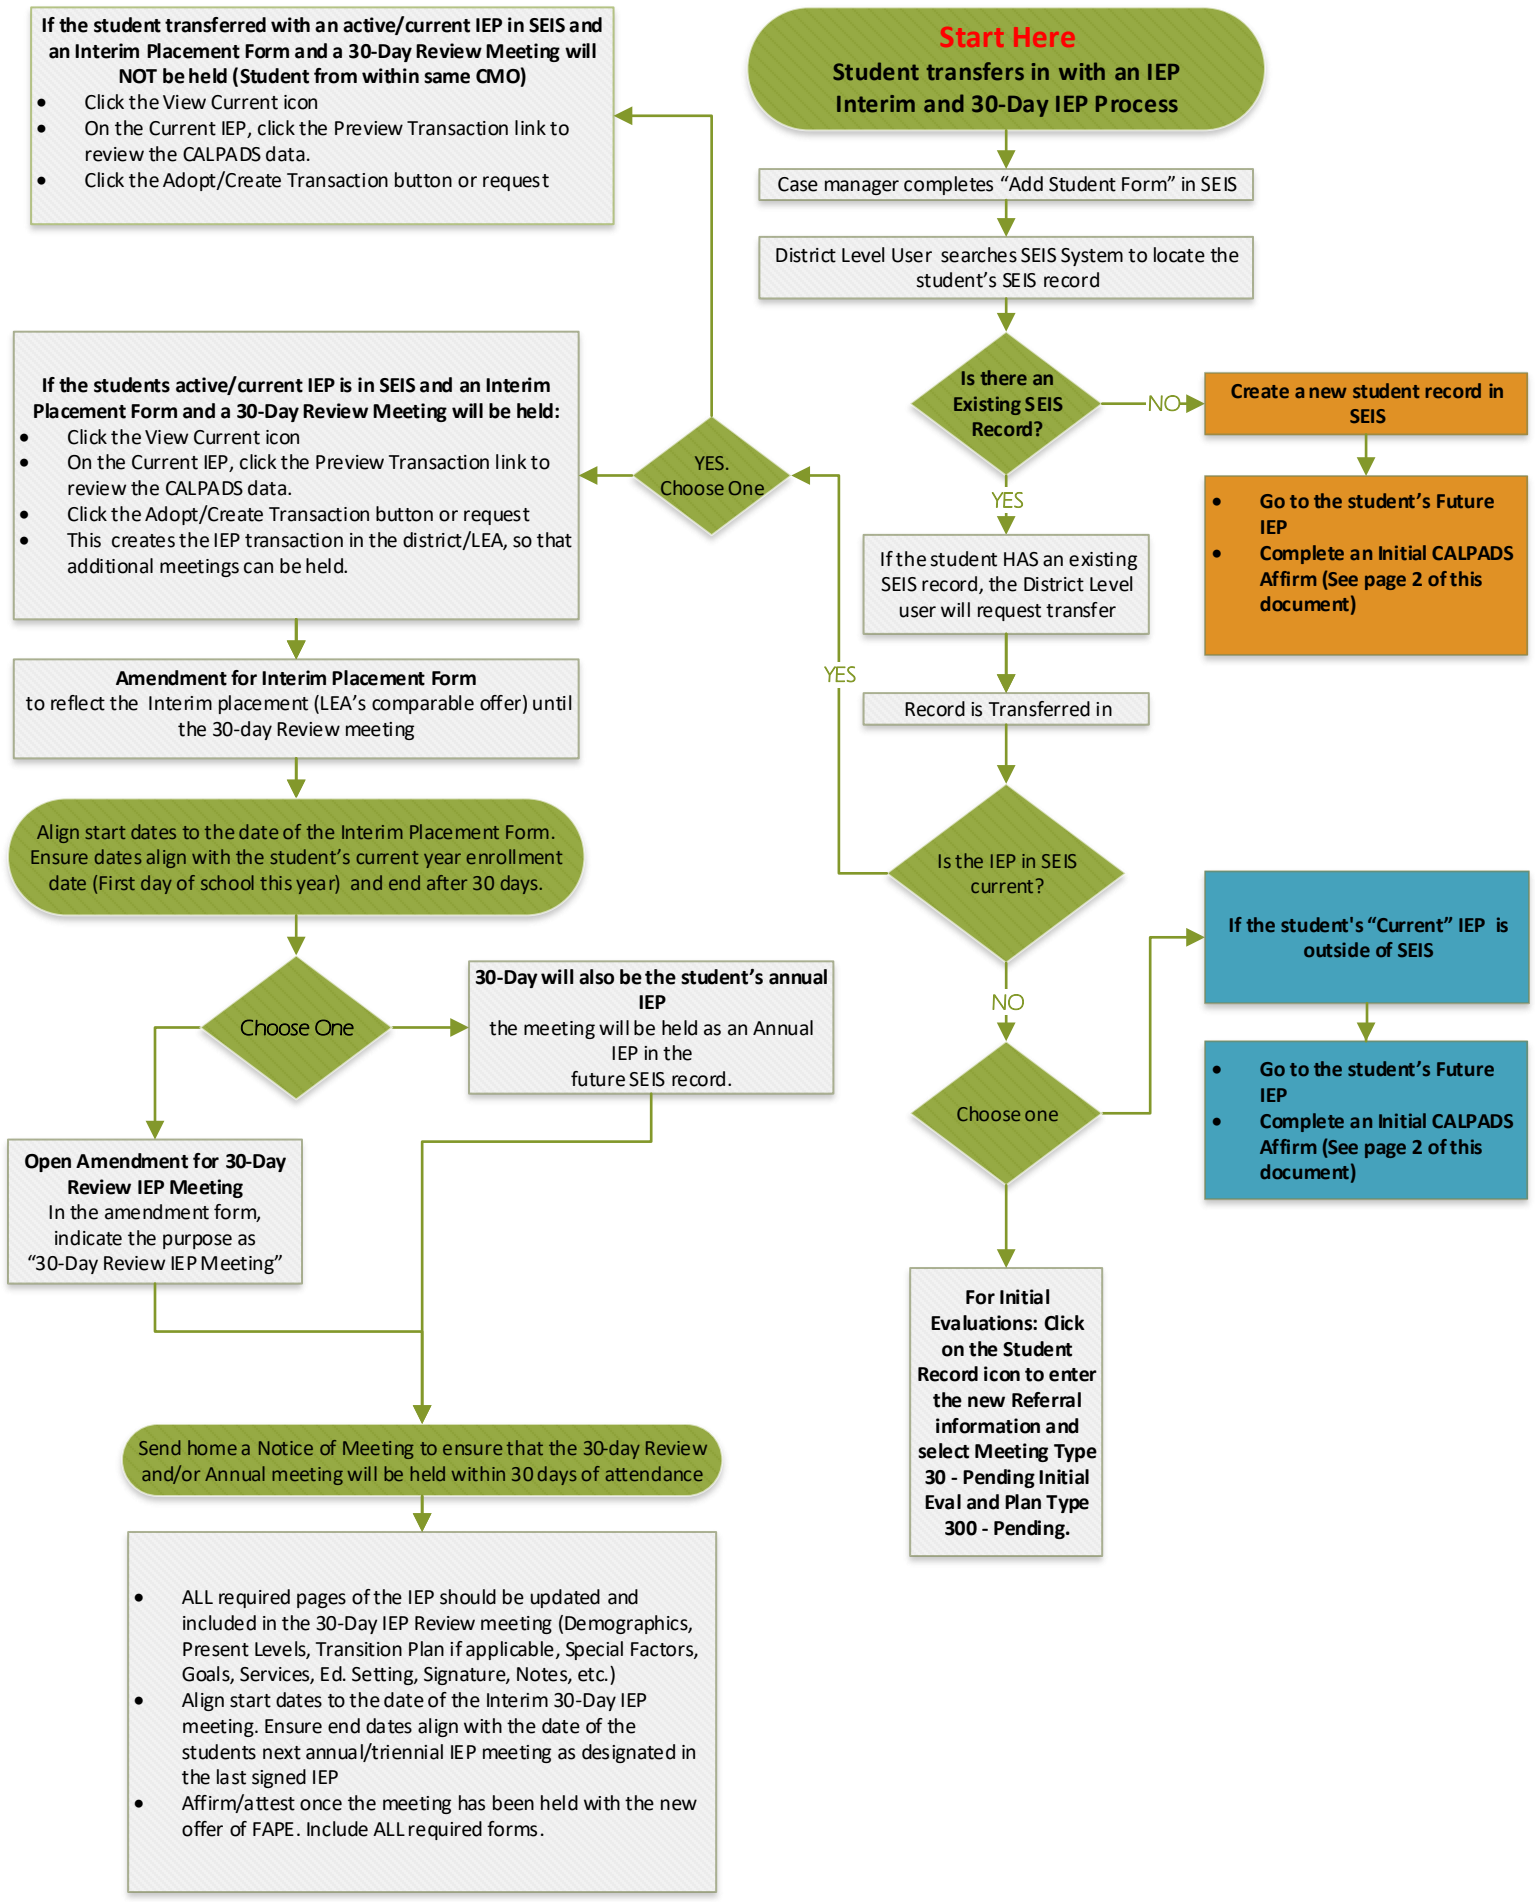 Start Here
Student transfers in with an IEP
Interim and 30-Day IEP Process
Case manager completes “Add Student Form” in SEIS
District Level User searches SEIS System to locate the
student’s SEIS record
Is there an
Existing SEIS
Record?
NO
Create a new student record in
SEIS
• Go to the student’s Future
IEP
• Complete an Initial CALPADS
Affirm (See page 2 of this
document)
YES
If the student HAS an existing
SEIS record, the District Level
user will request transfer
Record is Transferred in
Is the IEP in SEIS
current?
NO
Choose one
If the student's “Current” IEP is
outside of SEIS
• Go to the student’s Future
IEP
• Complete an Initial CALPADS
Affirm (See page 2 of this
document)
For Initial
Evaluations: Click
on the Student
Record icon to enter
the new Referral
information and
select Meeting Type
30 - Pending Initial
Eval and Plan Type
300 - Pending.
YES
YES.
Choose One
If the student transferred with an active/current IEP in SEIS and
an Interim Placement Form and a 30-Day Review Meeting will
NOT be held (Student from within same CMO)
• Click the View Current icon
• On the Current IEP, click the Preview Transaction link to
review the CALPADS data.
• Click the Adopt/Create Transaction button or request
If the students active/current IEP is in SEIS and an Interim
Placement Form and a 30-Day Review Meeting will be held:
• Click the View Current icon
• On the Current IEP, click the Preview Transaction link to
review the CALPADS data.
• Click the Adopt/Create Transaction button or request
• This creates the IEP transaction in the district/LEA, so that
additional meetings can be held.
Amendment for Interim Placement Form
to reflect the Interim placement (LEA’s comparable offer) until
the 30-day Review meeting
Align start dates to the date of the Interim Placement Form.
Ensure dates align with the student’s current year enrollment
date (First day of school this year) and end after 30 days.
Choose One
30-Day will also be the student’s annual
IEP
the meeting will be held as an Annual
IEP in the
future SEIS record.
Open Amendment for 30-Day
Review IEP Meeting
In the amendment form,
indicate the purpose as
“30-Day Review IEP Meeting”
Send home a Notice of Meeting to ensure that the 30-day Review
and/or Annual meeting will be held within 30 days of attendance
• ALL required pages of the IEP should be updated and
included in the 30-Day IEP Review meeting (Demographics,
Present Levels, Transition Plan if applicable, Special Factors,
Goals, Services, Ed. Setting, Signature, Notes, etc.)
• Align start dates to the date of the Interim 30-Day IEP
meeting. Ensure end dates align with the date of the
students next annual/triennial IEP meeting as designated in
the last signed IEP
• Affirm/attest once the meeting has been held with the new
offer of FAPE. Include ALL required forms.